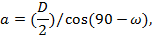 a = (D/2)/cos(90 − ω),